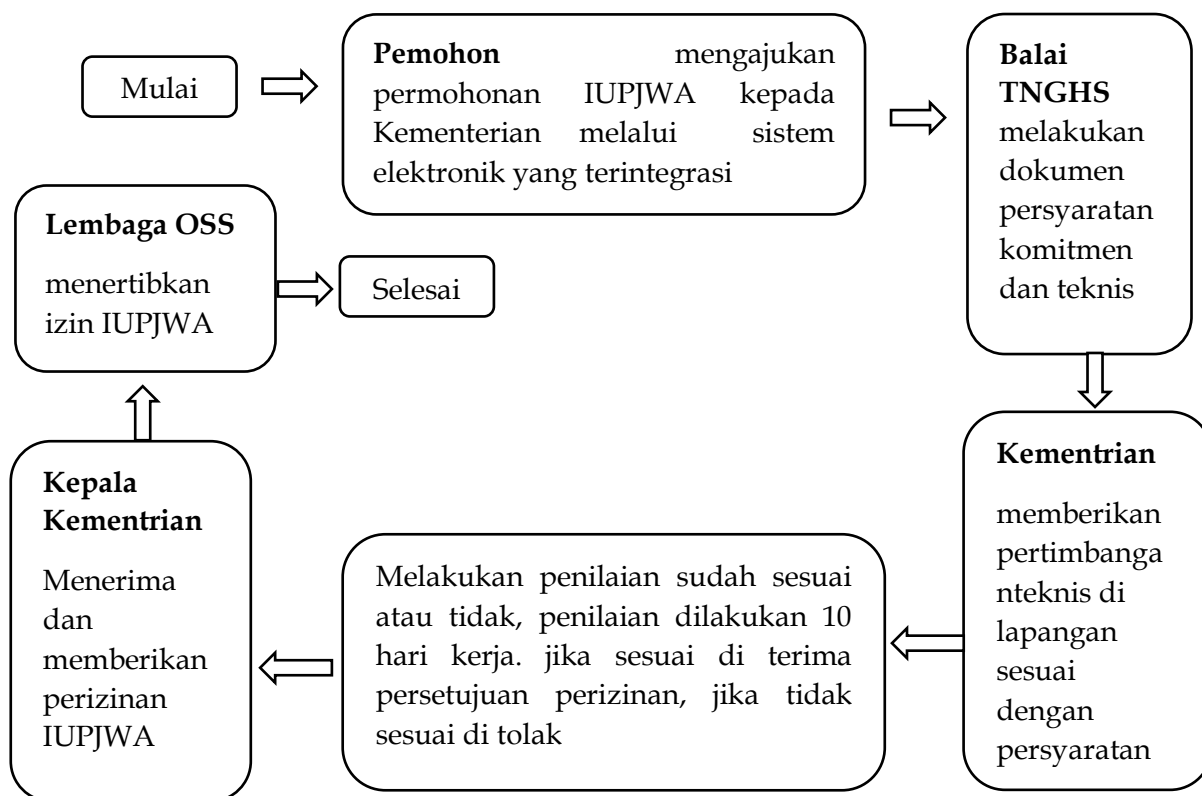 Mulai
Pemohon mengajukan
permohonan IUPJWA kepada
Kementerian melalui sistem
elektronik yang terintegrasi
Balai
TNGHS
melakukan
dokumen
persyaratan
komitmen
dan teknis
Kementrian
memberikan
pertimbanga
nteknis di
lapangan
sesuai
dengan
persyaratan
Melakukan penilaian sudah sesuai
atau tidak, penilaian dilakukan 10
hari kerja. jika sesuai di terima
persetujuan perizinan, jika tidak
sesuai di tolak
Kepala
Kementrian
Menerima
dan
memberikan
perizinan
IUPJWA
Lembaga OSS
menertibkan
izin IUPJWA
Selesai